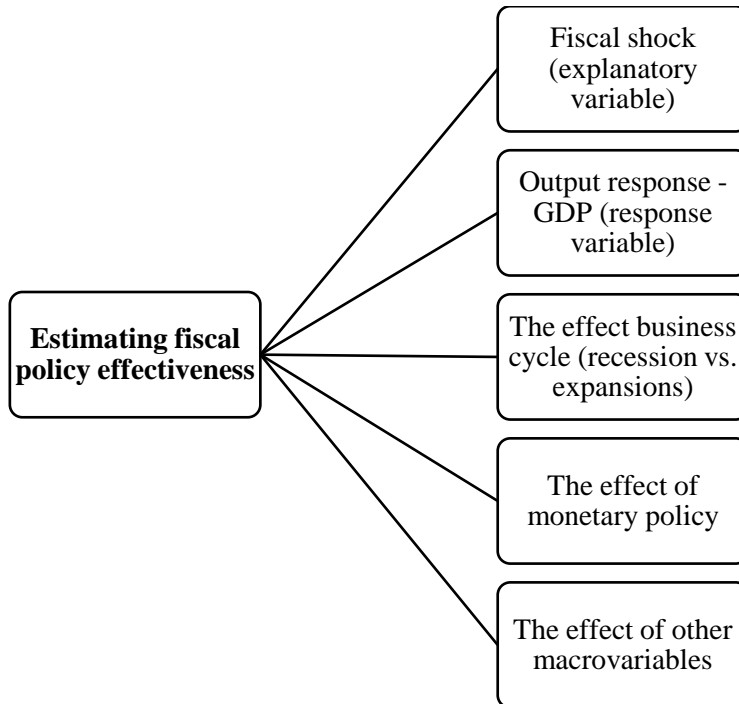 Fiscal shock
(explanatory
variable)
Output response -
GDP (response
variable)
Estimating fiscal
policy effectiveness
The effect business
cycle (recession vs.
expansions)
The effect of
monetary policy
The effect of other
macrovariables